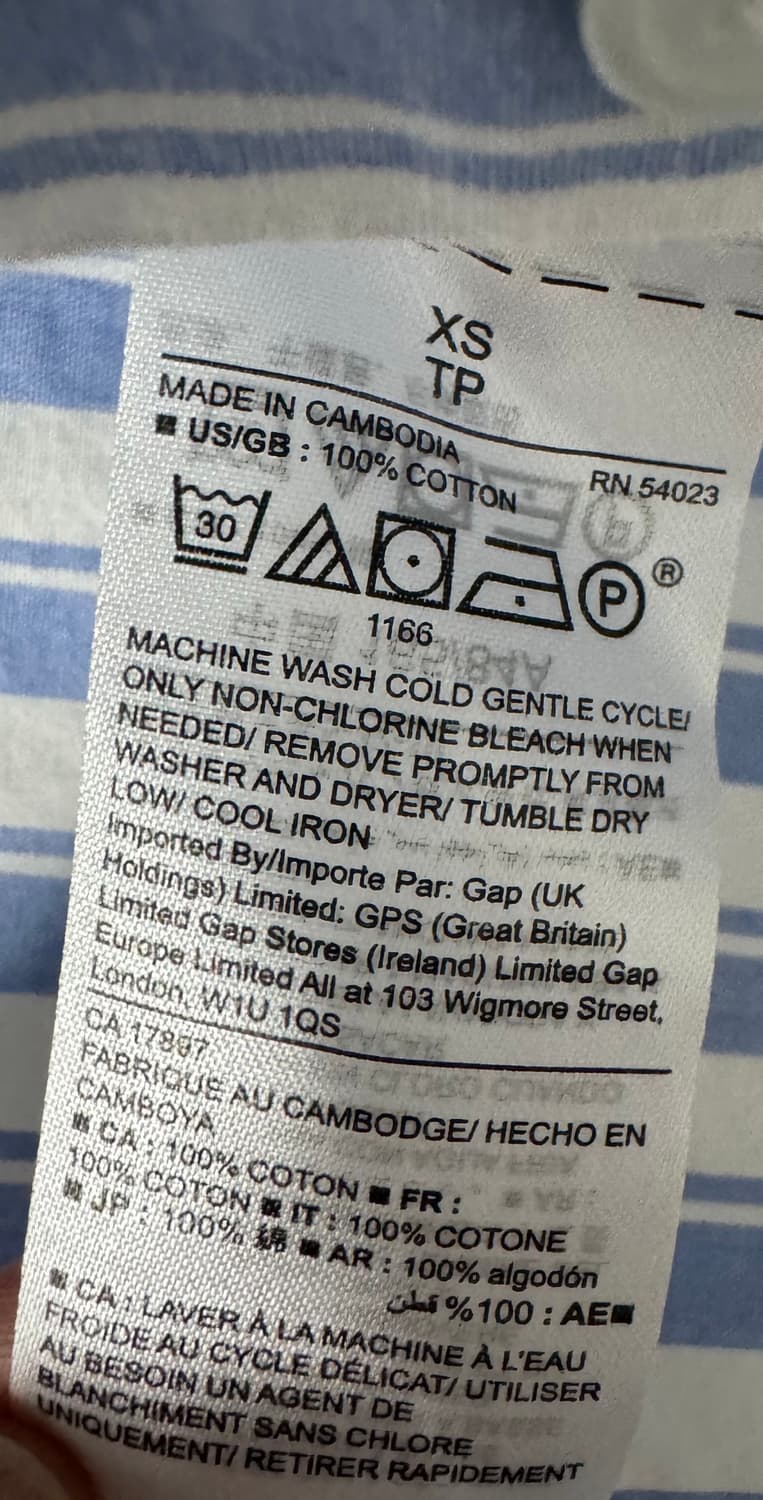 XS
TP
MADE IN CAMBODIA
RN 54023
■ US/GB : 100% COTTON
30
P ®
1166
MACHINE WASH COLD GENTLE CYCLE/
ONLY NON-CHLORINE BLEACH WHEN
NEEDED/ REMOVE PROMPTLY FROM
WASHER AND DRYER/ TUMBLE DRY
LOW/ COOL IRON
Imported By/Importe Par: Gap (UK
Holdings) Limited: GPS (Great Britain)
Limited Gap Stores (Ireland) Limited Gap
Europe Limited All at 103 Wigmore Street,
London, W1U 1QS
CA 17897
FABRIQUE AU CAMBODGE/ HECHO EN
CAMBOYA
■ CA : 100% COTON ■ FR :
100% COTON ■ IT : 100% COTONE
■ JP : 100% 綿 ■ AR : 100% algodón
■AE : 100% قطن
■ CA : LAVER À LA MACHINE À L'EAU
FROIDE AU CYCLE DÉLICAT/ UTILISER
AU BESOIN UN AGENT DE
BLANCHIMENT SANS CHLORE
UNIQUEMENT/ RETIRER RAPIDEMENT